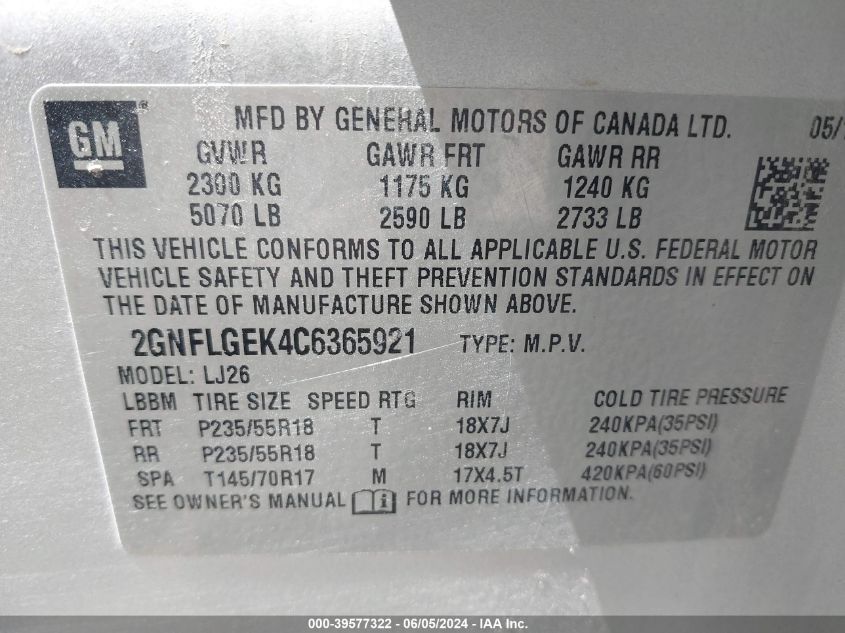 GM ®
MFD BY GENERAL MOTORS OF CANADA LTD. 05/
GVWR GAWR FRT GAWR RR
2300 KG 1175 KG 1240 KG
5070 LB 2590 LB 2733 LB
THIS VEHICLE CONFORMS TO ALL APPLICABLE U.S. FEDERAL MOTOR
VEHICLE SAFETY AND THEFT PREVENTION STANDARDS IN EFFECT ON
THE DATE OF MANUFACTURE SHOWN ABOVE.
2GNFLGEK4C6365921 TYPE: M.P.V.
MODEL: LJ26
LBBM TIRE SIZE SPEED RTG RIM COLD TIRE PRESSURE
FRT P235/55R18 T 18X7J 240KPA(35PSI)
RR P235/55R18 T 18X7J 240KPA(35PSI)
SPA T145/70R17 M 17X4.5T 420KPA(60PSI)
SEE OWNER'S MANUAL FOR MORE INFORMATION.
000-39577322 - 06/05/2024 - IAA Inc.